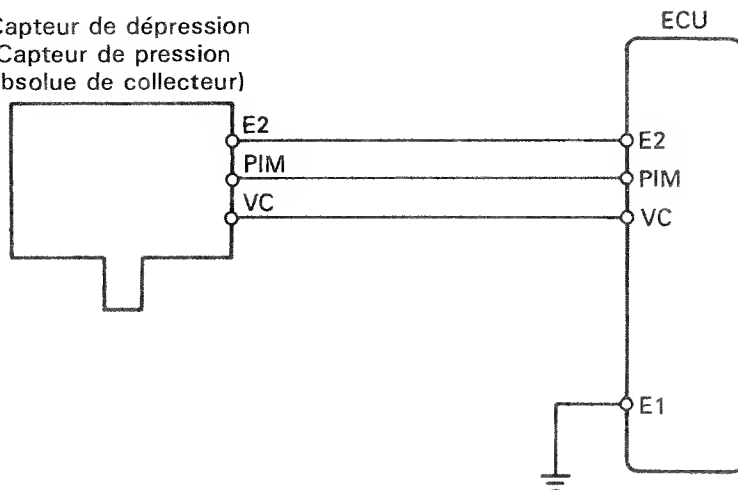 Capteur de dépression
Capteur de pression
bsolue de collecteur)
ECU
E2
PIM
VC
E2
PIM
VC
E1